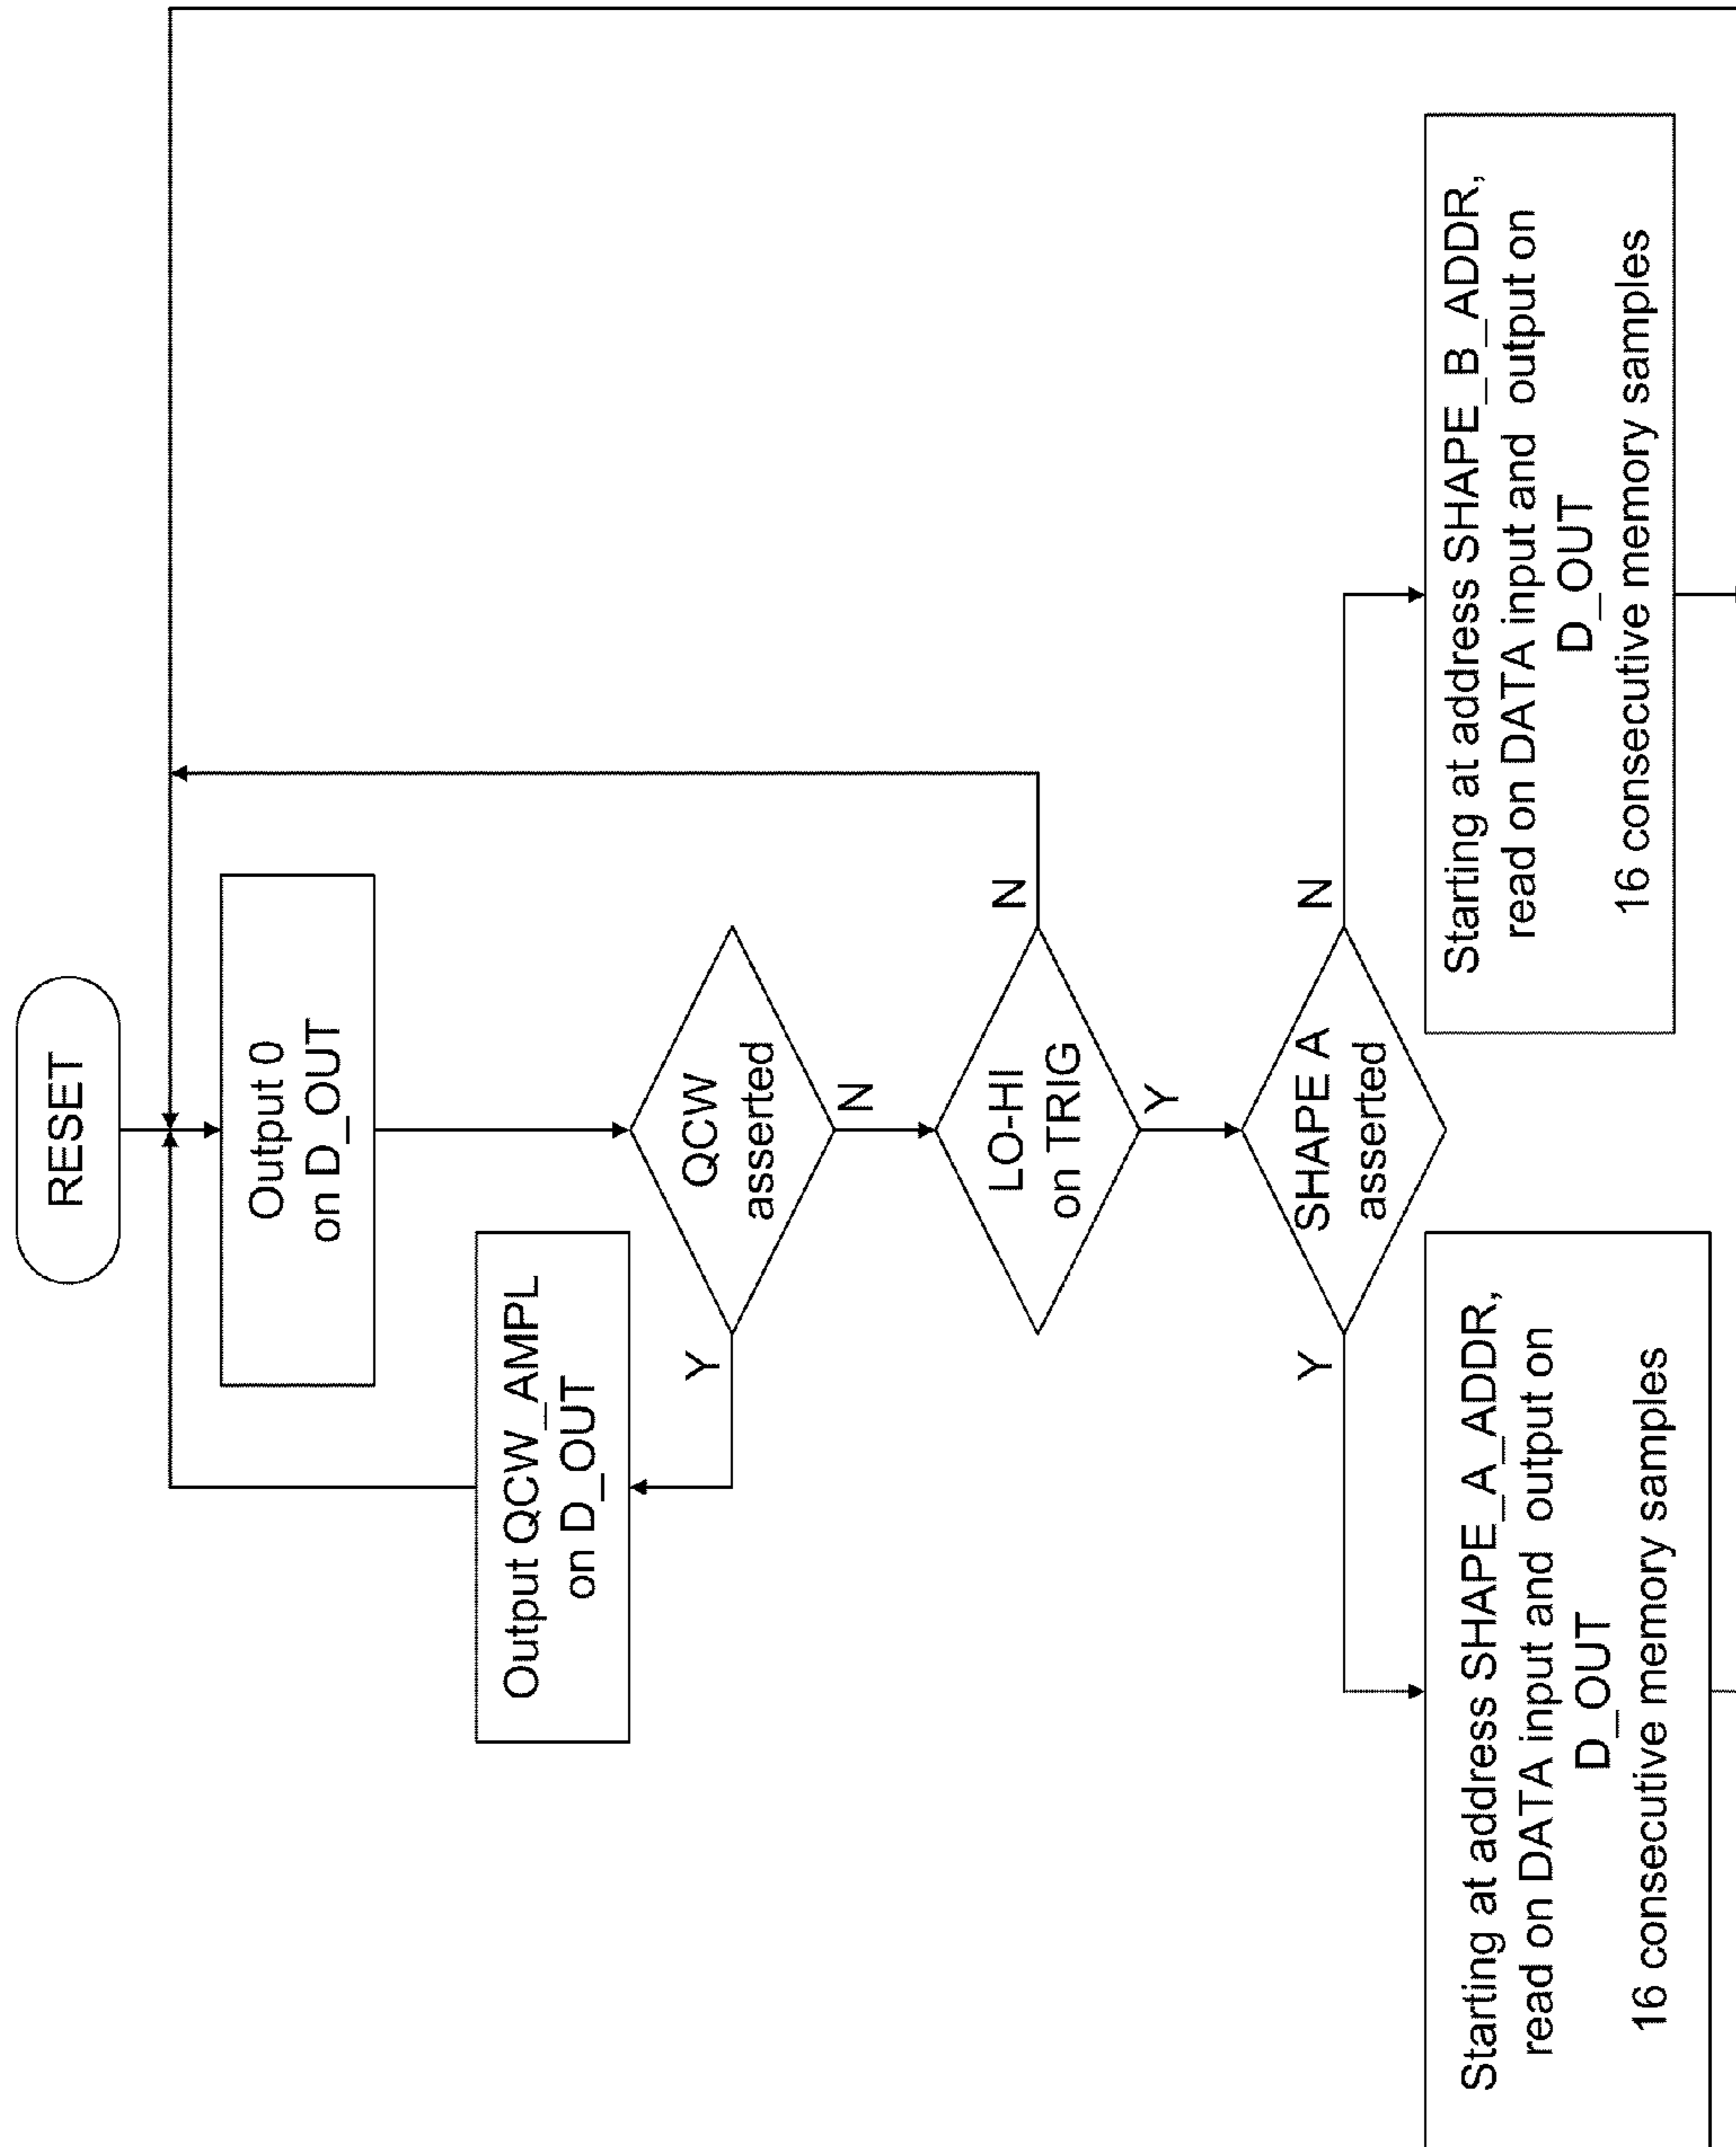 RESET
Output 0
on D_OUT
Output QCW_AMPL
on D_OUT
QCW
asserted
Y
N
LO-HI
on TRIG
N
Y
SHAPE A
asserted
Y
N
Starting at address SHAPE_A_ADDR,
read on DATA input and output on
D_OUT
16 consecutive memory samples
Starting at address SHAPE_B_ADDR,
read on DATA input and output on
D_OUT
16 consecutive memory samples